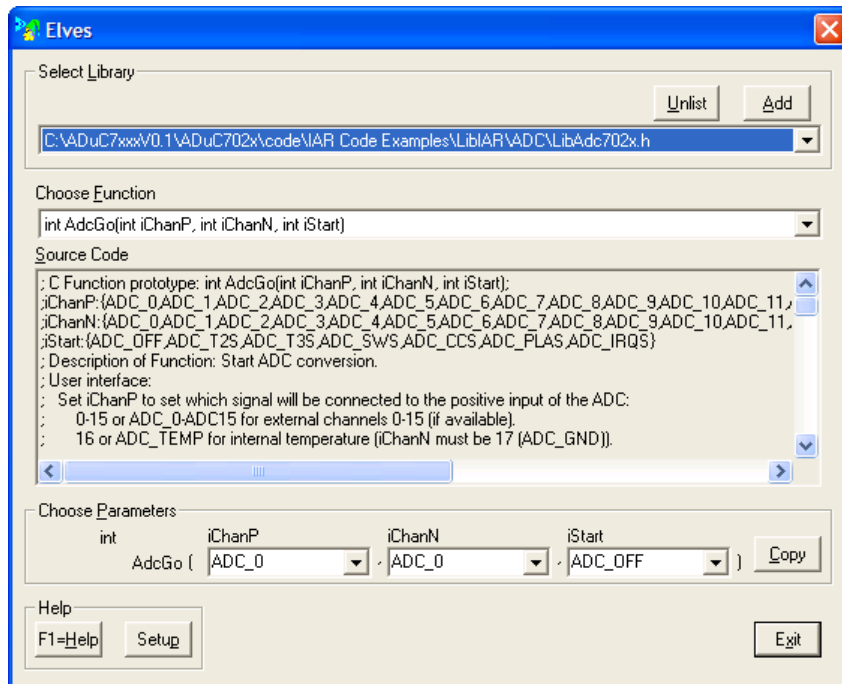 Elves
Select Library
Unlist Add
C:\ADuC7xxxV0.1\ADuC702x\code\IAR Code Examples\LibIAR\ADC\LibAdc702x.h
Choose Function
int AdcGo(int iChanP, int iChanN, int iStart)
Source Code
; C Function prototype: int AdcGo(int iChanP, int iChanN, int iStart);
;iChanP:{ADC_0,ADC_1,ADC_2,ADC_3,ADC_4,ADC_5,ADC_6,ADC_7,ADC_8,ADC_9,ADC_10,ADC_11,
;iChanN:{ADC_0,ADC_1,ADC_2,ADC_3,ADC_4,ADC_5,ADC_6,ADC_7,ADC_8,ADC_9,ADC_10,ADC_11,
;iStart:{ADC_OFF,ADC_T2S,ADC_T3S,ADC_SWS,ADC_CCS,ADC_PLAS,ADC_IRQS}
; Description of Function: Start ADC conversion.
; User interface:
; Set iChanP to set which signal will be connected to the positive input of the ADC:
; 0-15 or ADC_0-ADC15 for external channels 0-15 (if available).
; 16 or ADC_TEMP for internal temperature (iChanN must be 17 (ADC_GND)).
Choose Parameters
int iChanP iChanN iStart
AdcGo ( ADC_0 , ADC_0 , ADC_OFF ) Copy
Help
F1=Help Setup Exit